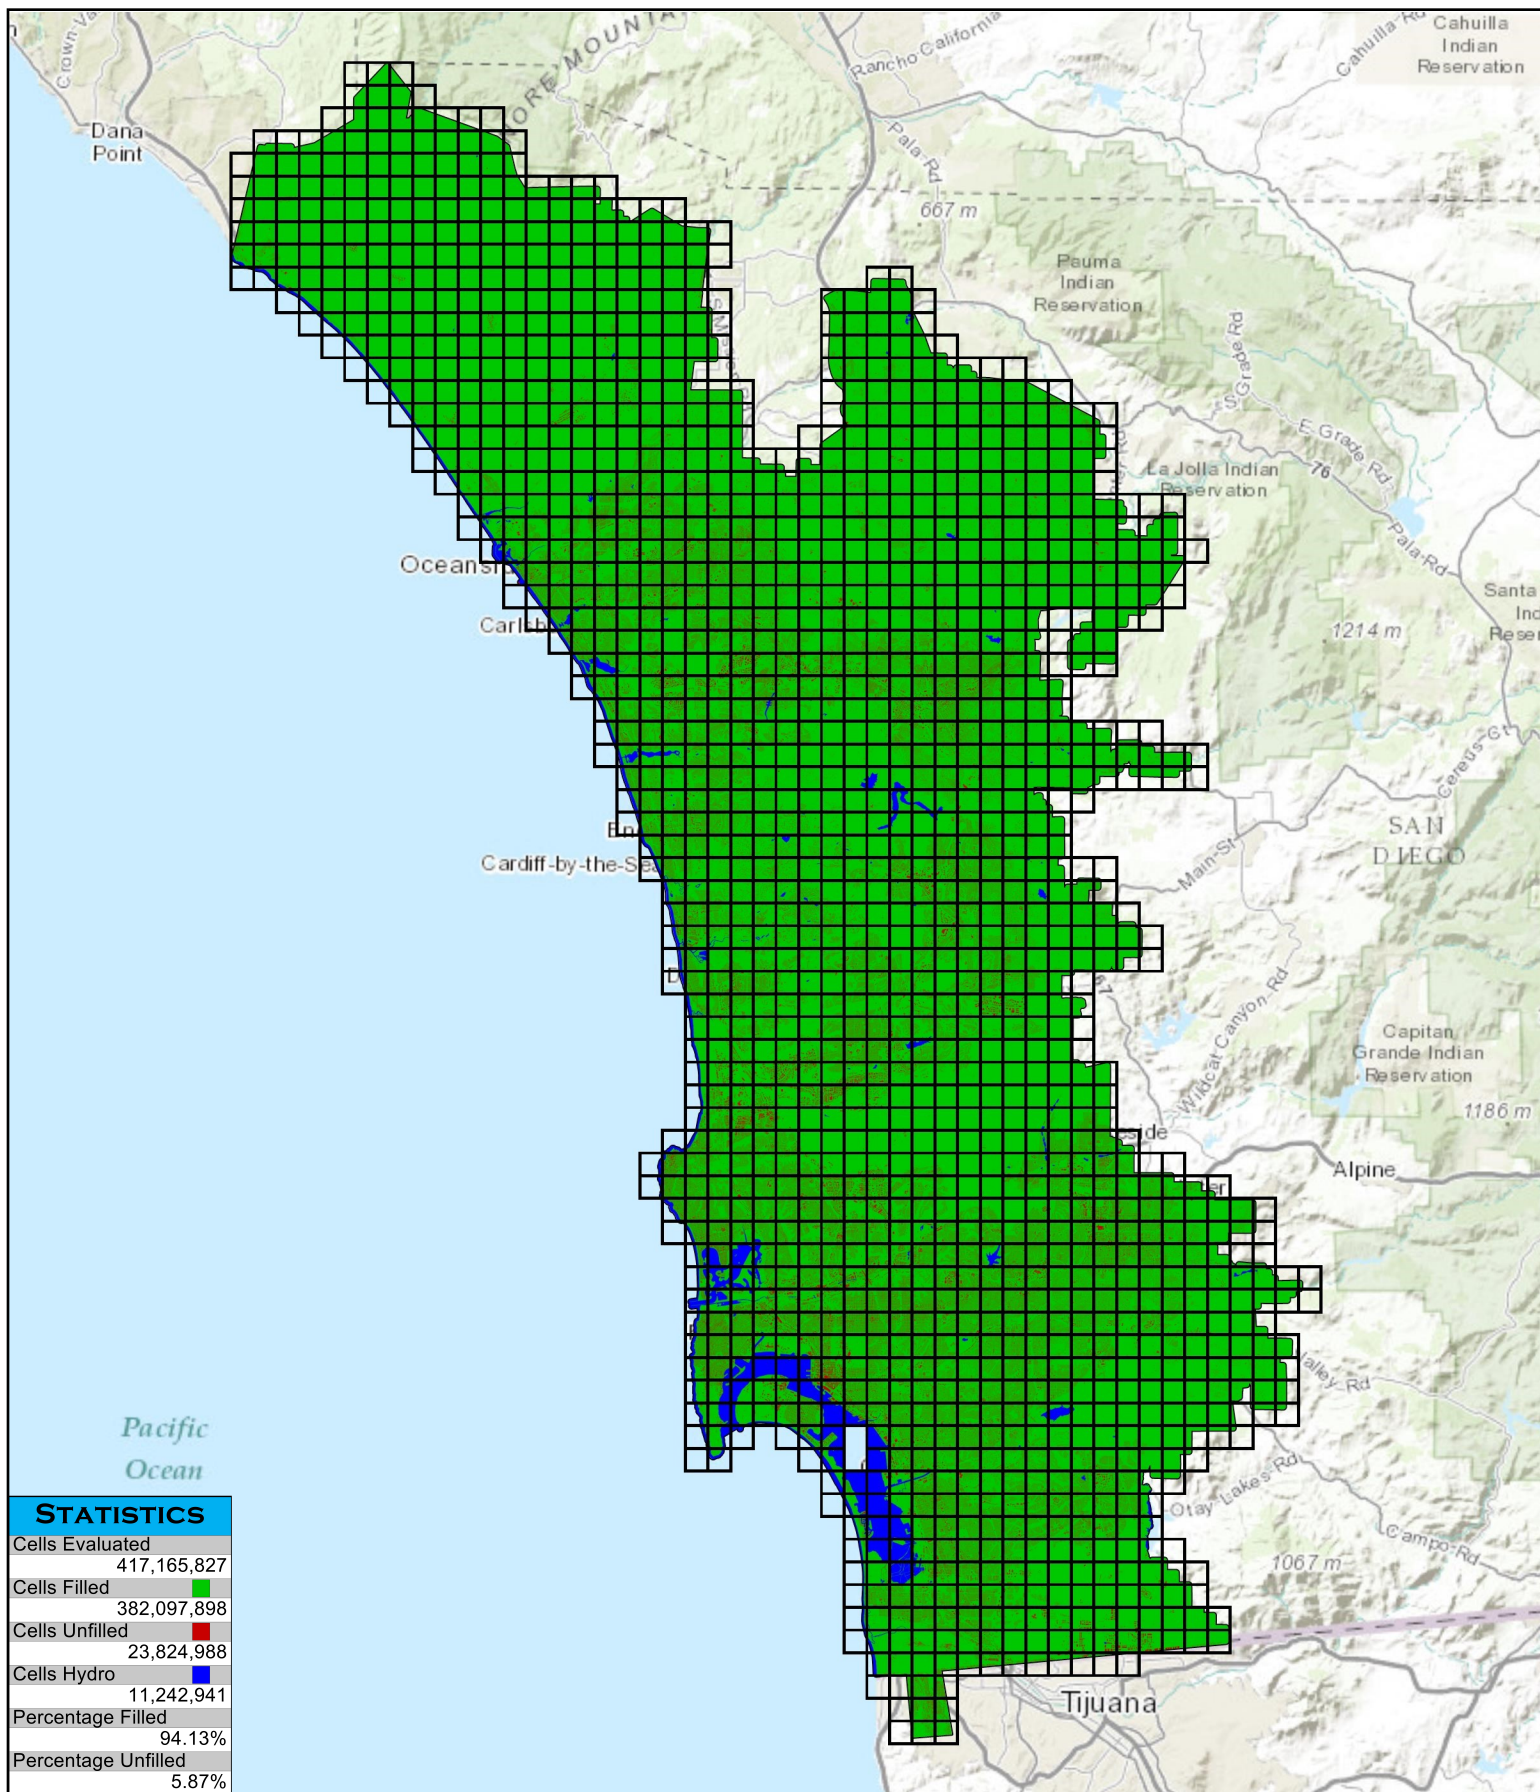 Cahuilla
Indian
Reservation
Cahuilla Rd
Rancho California
Dana
Point
Pala-Rd
667 m
Pauma
Indian
Reservation
S Grade Rd
E Grade Rd
76
La Jolla Indian
Reservation
Pala-Rd
Santa
1214 m
SAN
DIEGO
Main-St
Cardiff-by-the-Sea
Wildcat Canyon-Rd
67
Capitan
Grande Indian
Reservation
1186 m
Alpine
Pacific
Ocean
Otay-Lakes-Rd
Campo-Rd
1067 m
Tijuana
STATISTICS
Cells Evaluated
417,165,827
Cells Filled
382,097,898
Cells Unfilled
23,824,988
Cells Hydro
11,242,941
Percentage Filled
94.13%
Percentage Unfilled
5.87%